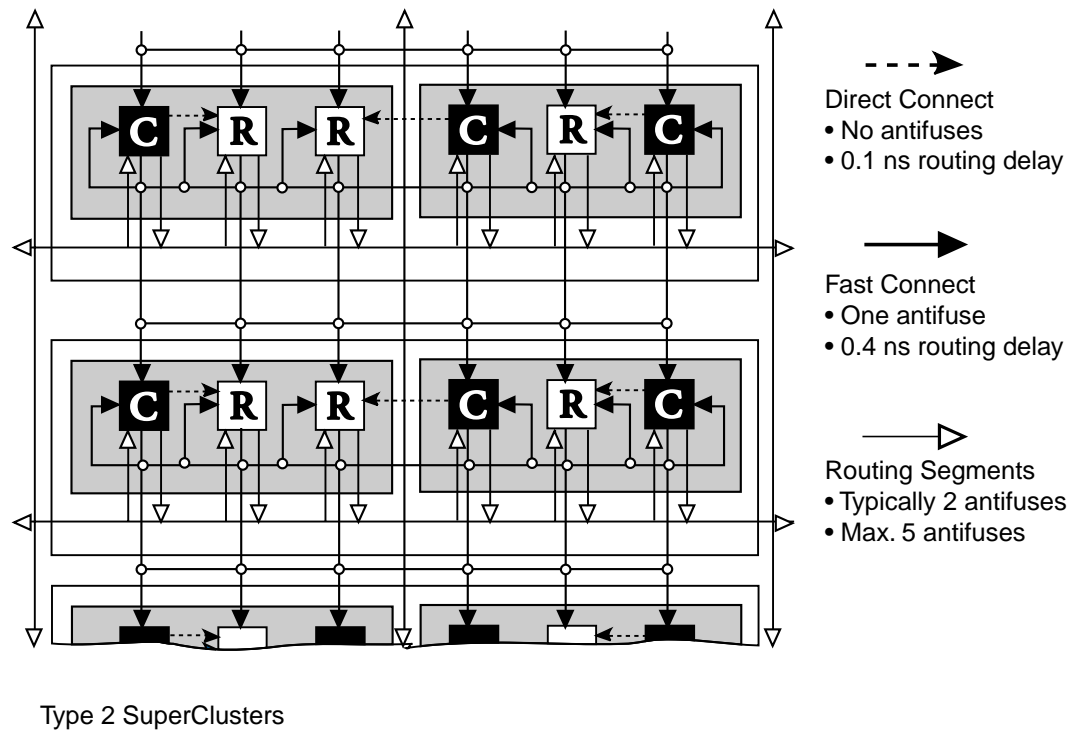 C R R C R C
Direct Connect
• No antifuses
• 0.1 ns routing delay
Fast Connect
• One antifuse
• 0.4 ns routing delay
C R R C R C
Routing Segments
• Typically 2 antifuses
• Max. 5 antifuses
Type 2 SuperClusters